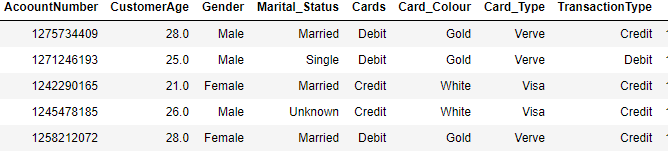 AcoountNumber CustomerAge Gender Marital_Status Cards Card_Colour Card_Type TransactionType
1275734409 28.0 Male Married Debit Gold Verve Credit
1271246193 25.0 Male Single Debit Gold Verve Debit
1242290165 21.0 Female Married Credit White Visa Credit
1245478185 26.0 Male Unknown Credit White Visa Credit
1258212072 28.0 Female Married Debit Gold Verve Credit